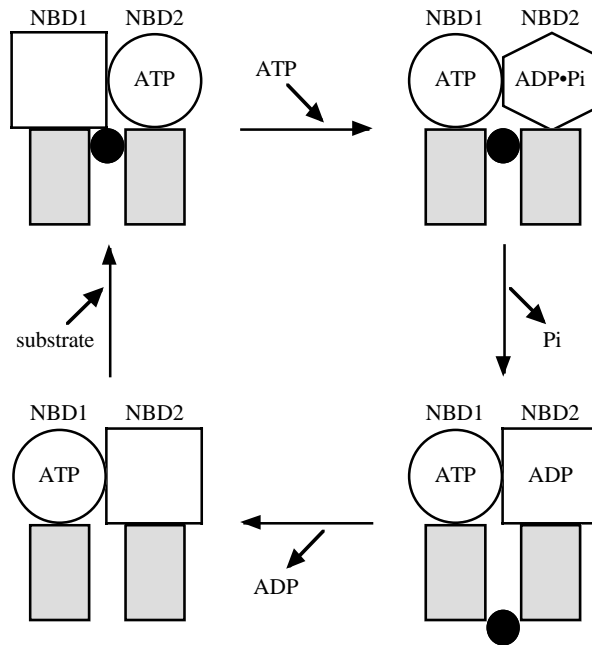 NBD1 NBD2
ATP
ATP
NBD1 NBD2
ATP ADP•Pi
substrate
Pi
NBD1 NBD2
ATP
ADP
NBD1 NBD2
ATP ADP